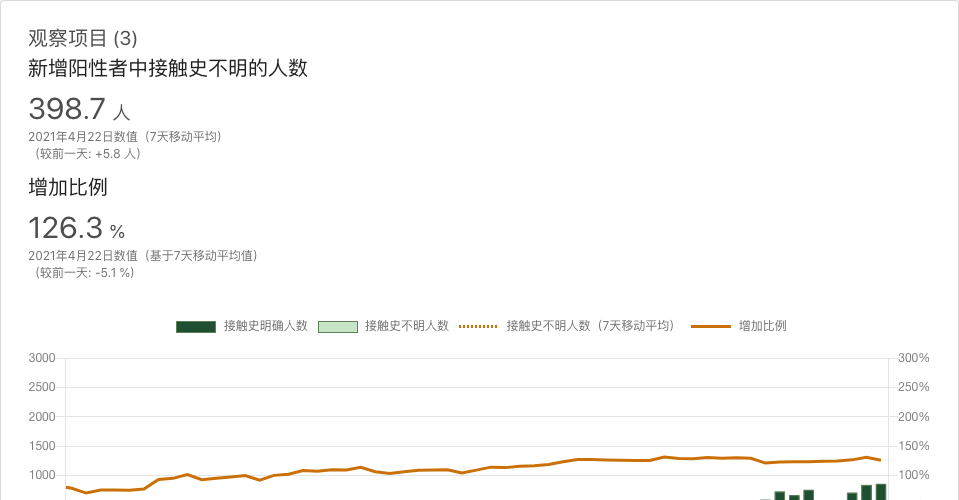 观察项目 (3)
新增阳性者中接触史不明的人数
398.7 人
2021年4月22日数值（7天移动平均）
（较前一天: +5.8 人）
增加比例
126.3 %
2021年4月22日数值（基于7天移动平均值）
（较前一天: -5.1 %）
接触史明确人数 接触史不明人数 接触史不明人数（7天移动平均） 增加比例
3000 300%
2500 250%
2000 200%
1500 150%
1000 100%